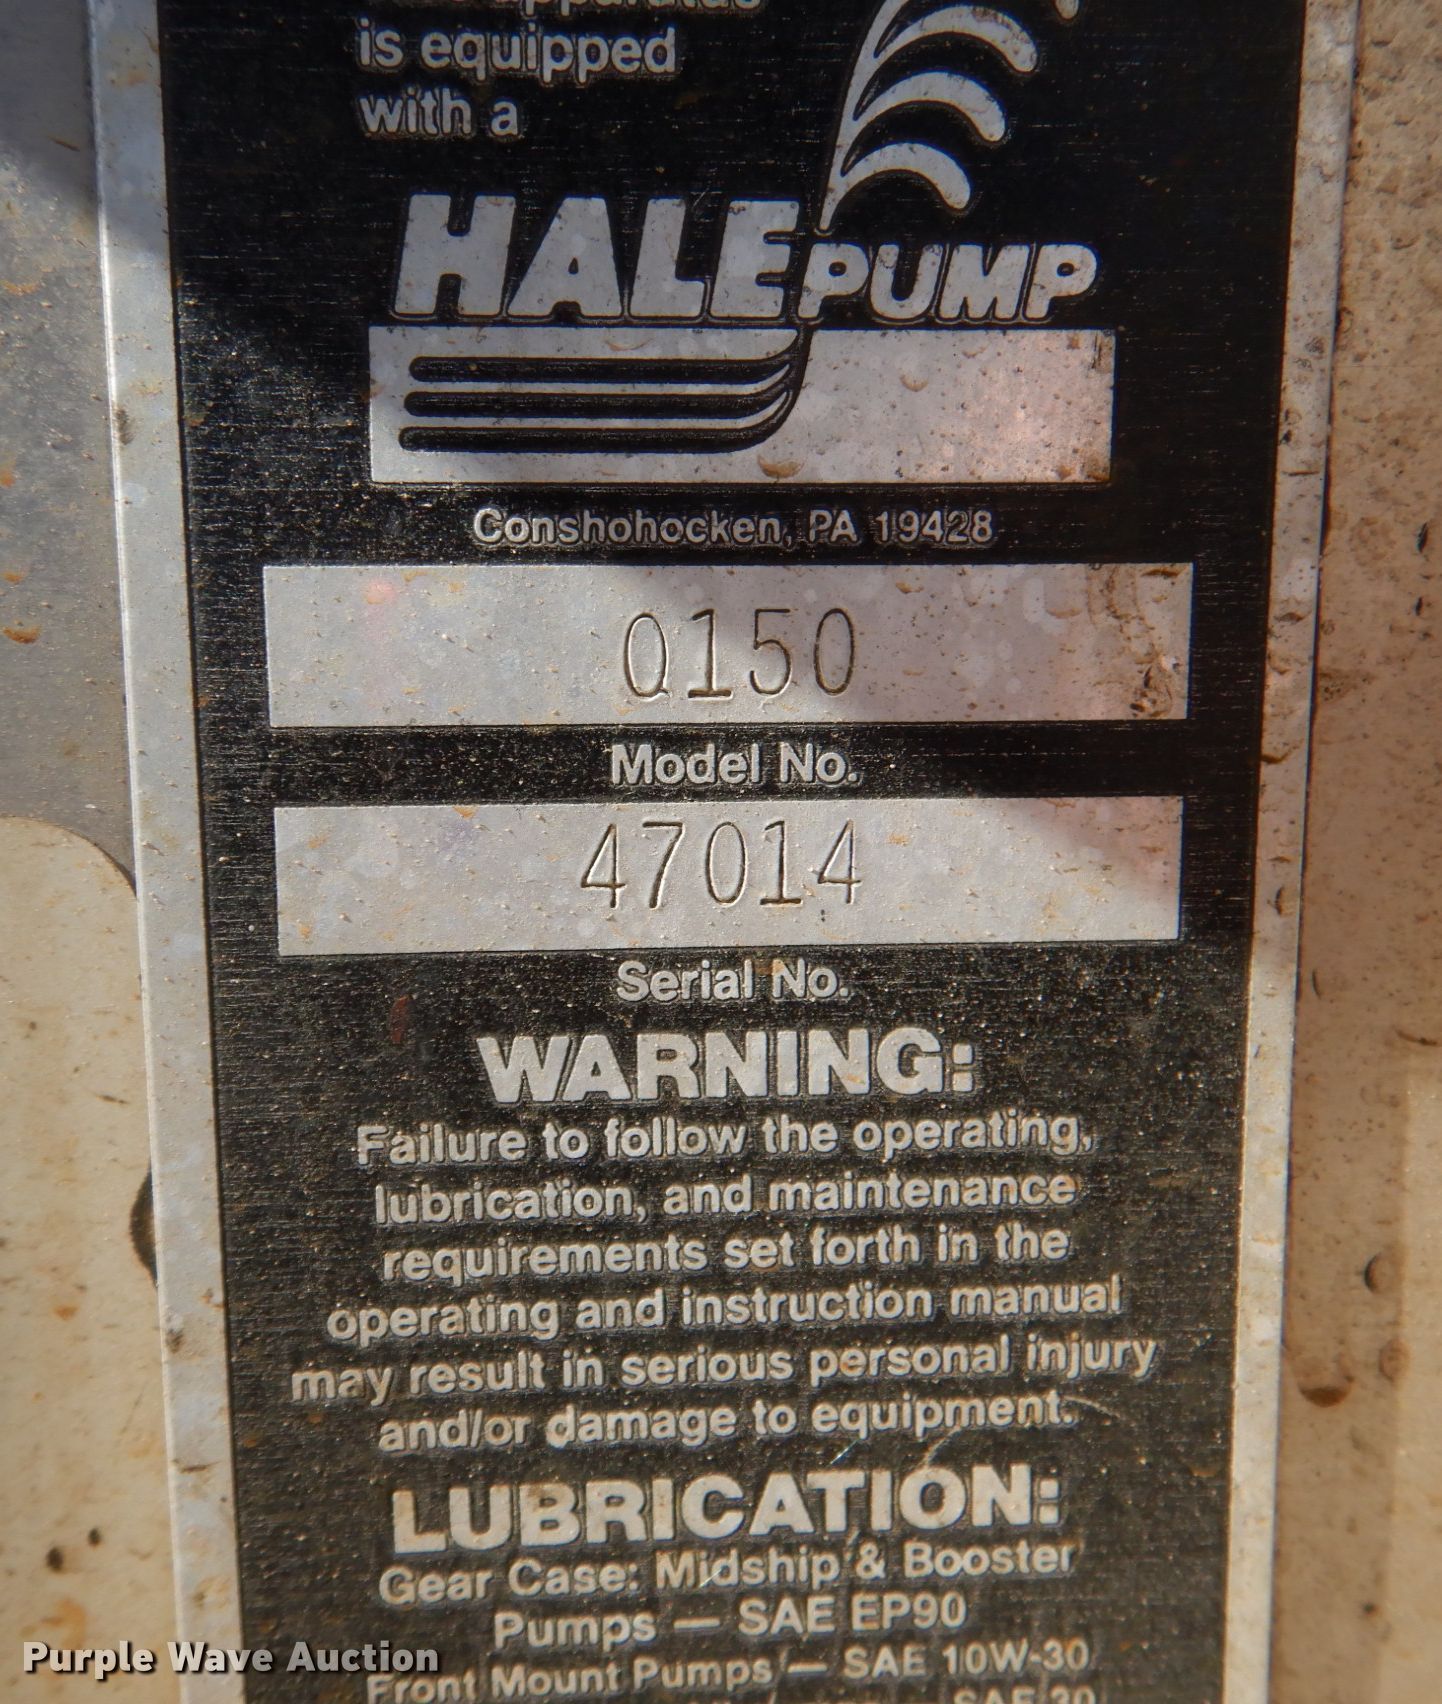 apparatus
is equipped
with a
HALE PUMP
Conshohocken, PA 19428
Q150
Model No.
47014
Serial No.
WARNING:
Failure to follow the operating,
lubrication, and maintenance
requirements set forth in the
operating and instruction manual
may result in serious personal injury
and/or damage to equipment.
LUBRICATION:
Gear Case: Midship & Booster
Pumps — SAE EP90
Front Mount Pumps — SAE 10W-30
SAE 30
Purple Wave Auction